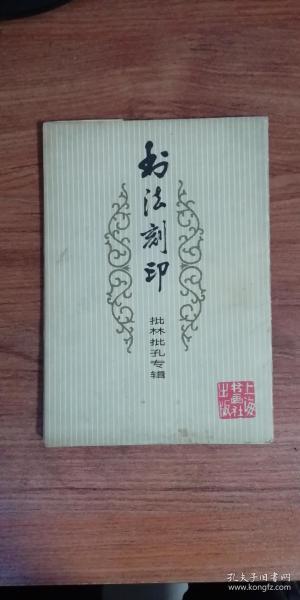 书法刻印
批林批孔专辑
上海
书画社
出版
孔夫子旧书网